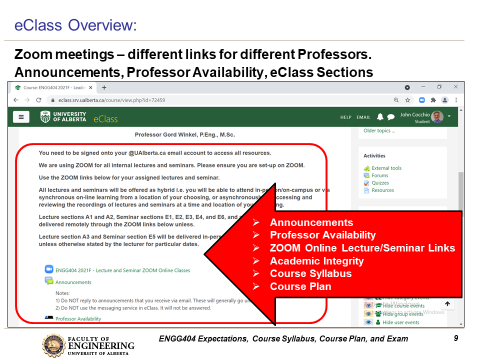 eClass Overview:
Zoom meetings – different links for different Professors.
Announcements, Professor Availability, eClass Sections
Course: ENGG404 2021F - Lectu
eclass.srv.ualberta.ca/course/view.php?id=72459
UNIVERSITY OF ALBERTA
eClass
HELP EMAIL
John Cocchio
Student
Professor Gord Winkel, P.Eng., M.Sc.
You need to be signed onto your @UAlberta.ca email account to access all resources.
We are using ZOOM for all internal lectures and seminars. Please ensure you are set-up on ZOOM.
Use the ZOOM links below for your assigned lectures and seminar.
All lectures and seminars will be offered as hybrid i.e. you will be able to attend in-person/on-campus or via
synchronous on-line learning from a location of your choosing, or asynchronously
accessing and
reviewing the recordings of lectures and seminars at a time and location of your
Lecture sections A1 and A2, Seminar sections E1, E2, E3, E4, and E6, and
delivered remotely through the ZOOM links below unless.
Lecture section A3 and Seminar section E5 will be delivered in-pers
unless otherwise stated by the lecturer for particular dates.
ENGG404 2021F - Lecture and Seminar ZOOM Online Classes
Announcements
Notes:
1) Do NOT reply to announcements that you receive via email. These will generally go
2) Do NOT use the messaging service in eClass. It will not be answered.
Professor Availability
Older topics ...
Activities
External tools
Forums
Quizzes
Resources
Announcements
Professor Availability
ZOOM Online Lecture/Seminar Links
Academic Integrity
Course Syllabus
Course Plan
Hide course events
Hide group events
Hide user events
FACULTY OF
ENGINEERING
UNIVERSITY OF ALBERTA
ENGG404 Expectations, Course Syllabus, Course Plan, and Exam
9